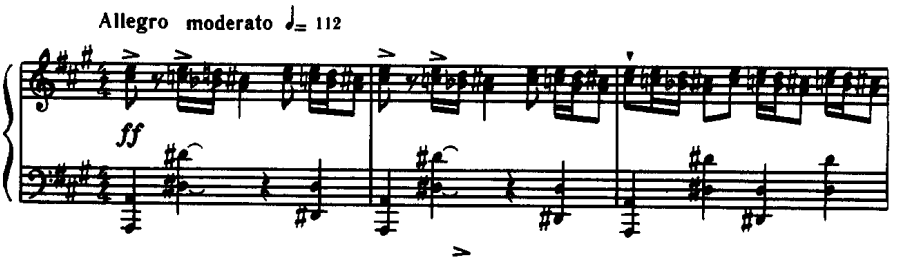 Allegro moderato 𝅗𝅥= 112
ff